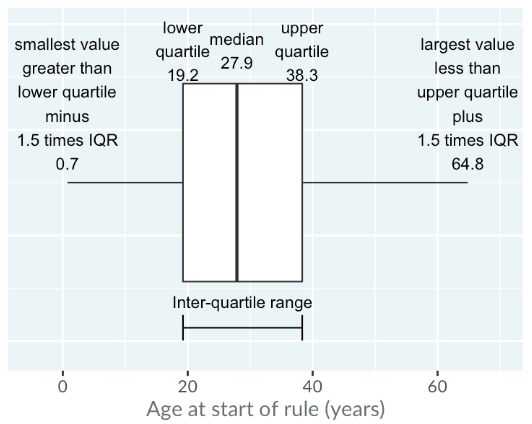 smallest value
greater than
lower quartile
minus
1.5 times IQR
0.7
lower
quartile
19.2
median
27.9
upper
quartile
38.3
largest value
less than
upper quartile
plus
1.5 times IQR
64.8
Inter-quartile range
0 20 40 60
Age at start of rule (years)